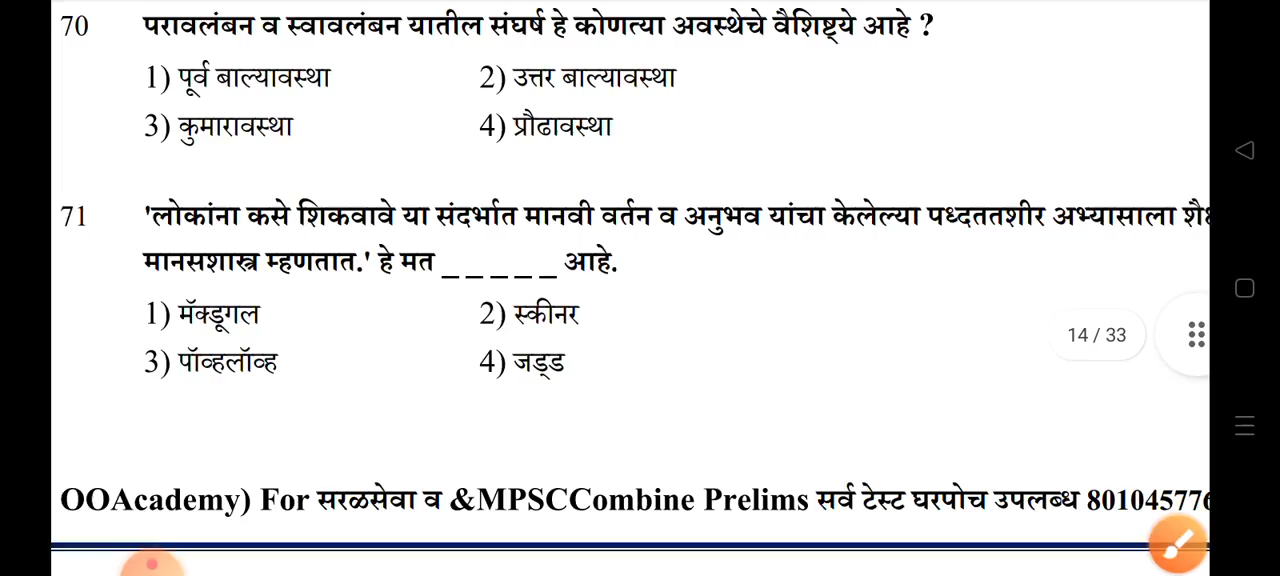 70 परावलंबन व स्वावलंबन यातील संघर्ष हे कोणत्या अवस्थेचे वैशिष्ट्ये आहे ?
1) पूर्व बाल्यावस्था 2) उत्तर बाल्यावस्था
3) कुमारावस्था 4) प्रौढावस्था
71 'लोकांना कसे शिकवावे या संदर्भात मानवी वर्तन व अनुभव यांचा केलेल्या पध्दततशीर अभ्यासाला
मानसशास्त्र म्हणतात.' हे मत _ _ _ _ _ आहे.
1) मॅक्डूगल 2) स्कीनर
14 / 33
3) पॉव्हलॉव्ह 4) जड्ड
OOAcademy) For सरळसेवा व &MPSCCombine Prelims सर्व टेस्ट घरपोच उपलब्ध 801045776